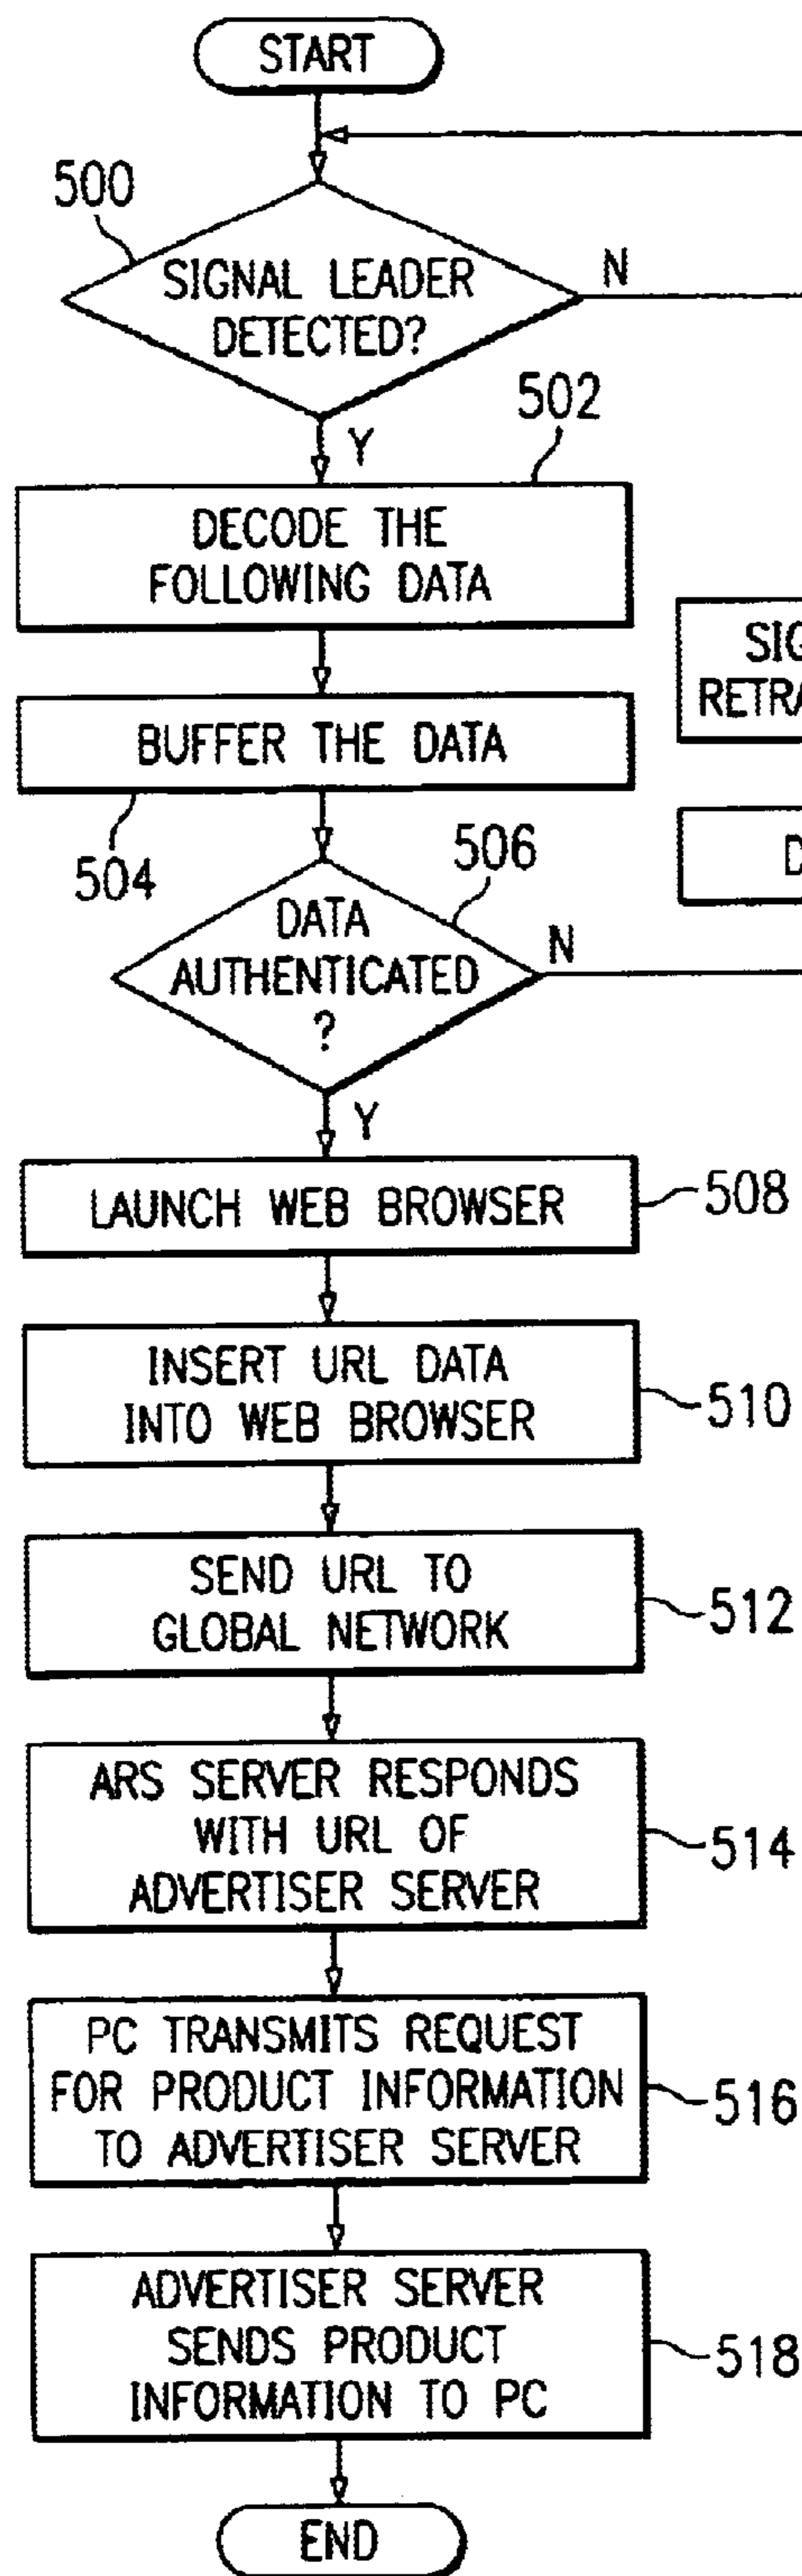 START
500
SIGNAL LEADER
DETECTED?
N
Y
502
DECODE THE
FOLLOWING DATA
BUFFER THE DATA
504
506
DATA
AUTHENTICATED
?
N
Y
LAUNCH WEB BROWSER
508
INSERT URL DATA
INTO WEB BROWSER
510
SEND URL TO
GLOBAL NETWORK
512
ARS SERVER RESPONDS
WITH URL OF
ADVERTISER SERVER
514
PC TRANSMITS REQUEST
FOR PRODUCT INFORMATION
TO ADVERTISER SERVER
516
ADVERTISER SERVER
SENDS PRODUCT
INFORMATION TO PC
518
END